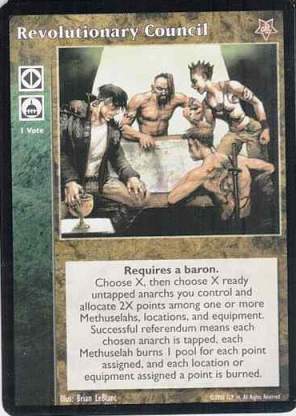 Revolutionary Council
1 Vote
Requires a baron.
Choose X, then choose X ready
untapped anarchs you control and
allocate 2X points among one or more
Methuselahs, locations, and equipment.
Successful referendum means each
chosen anarch is tapped, each
Methuselah burns 1 pool for each point
assigned, and each location or
equipment assigned a point is burned.
Illus: Brian LeBlanc